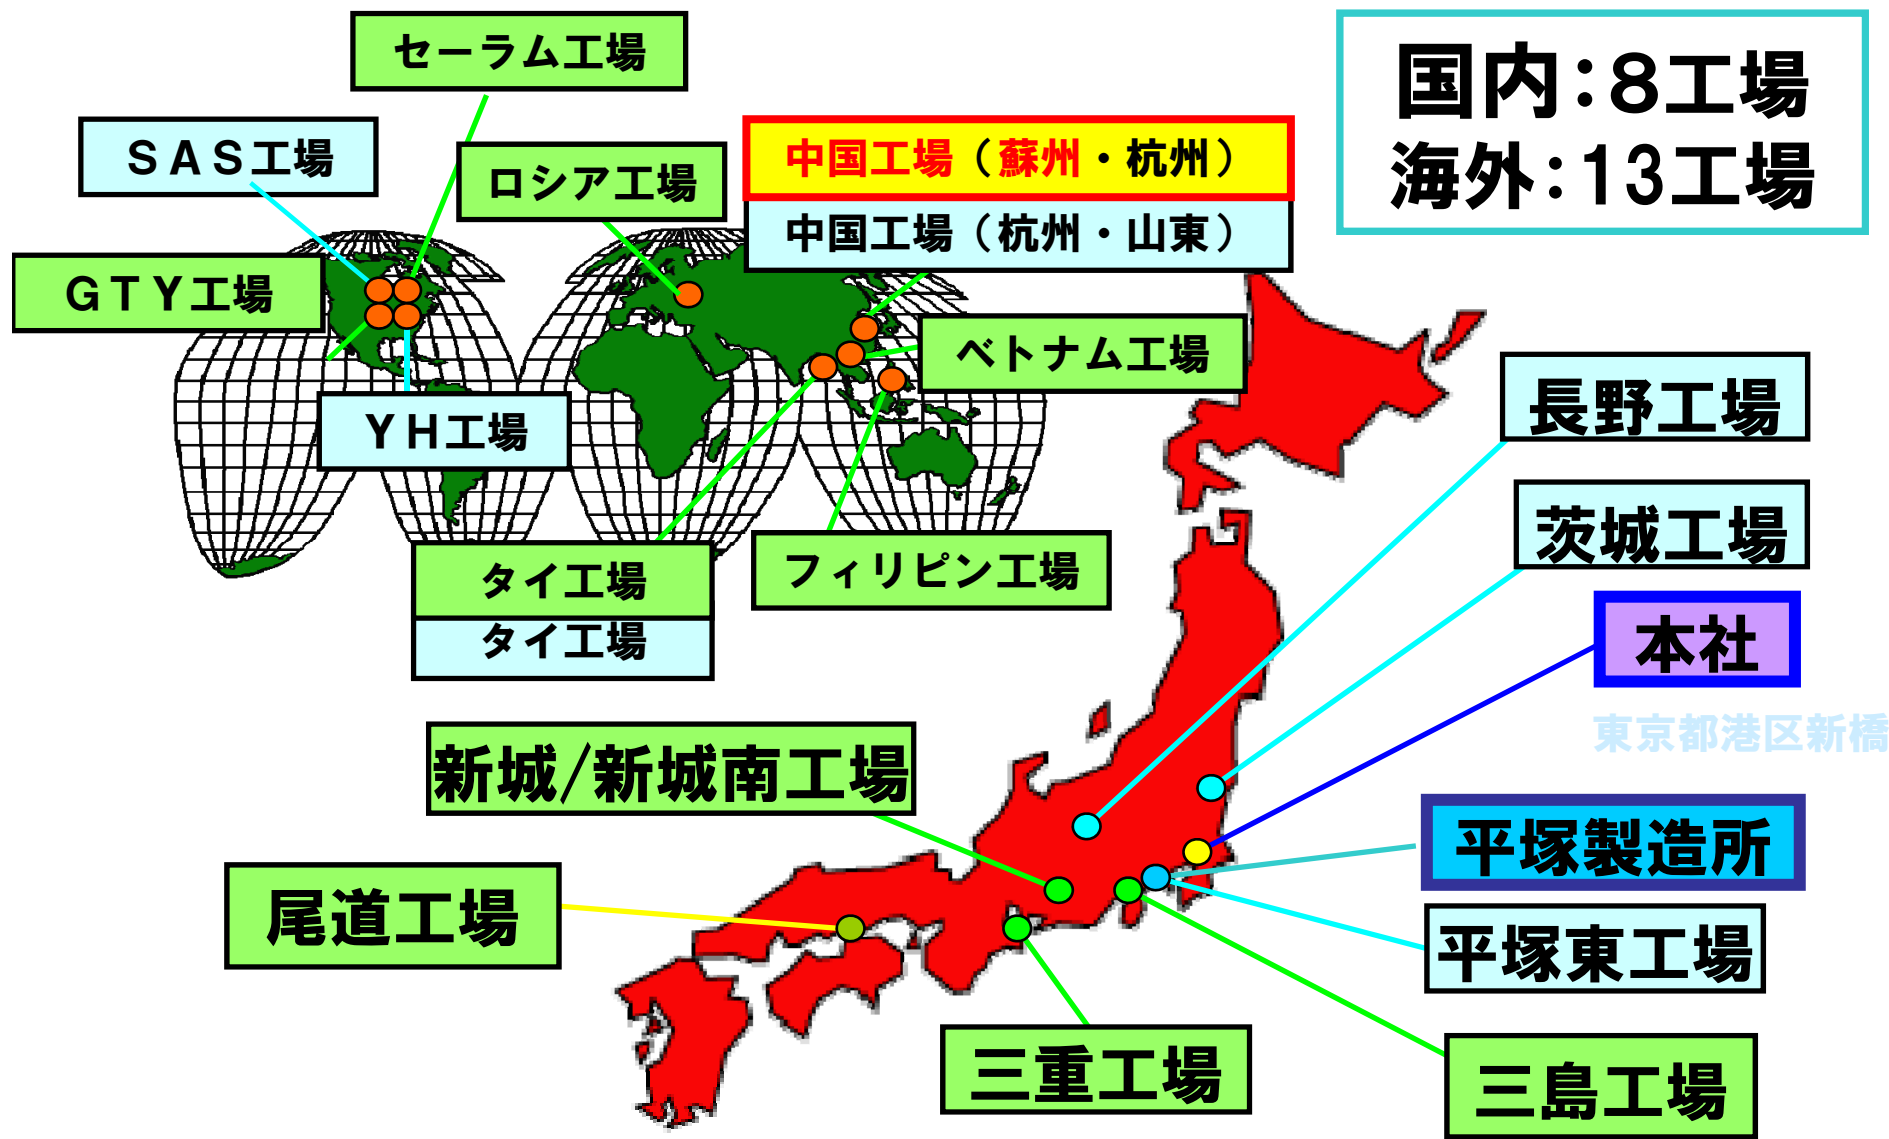 セーラム工場
国内：８工場
海外：13工場
ＳＡＳ工場
ロシア工場
中国工場（蘇州・杭州）
中国工場（杭州・山東）
ＧＴＹ工場
ベトナム工場
ＹＨ工場
長野工場
茨城工場
タイ工場
タイ工場
フィリピン工場
本社
東京都港区新橋
新城/新城南工場
平塚製造所
尾道工場
平塚東工場
三重工場
三島工場